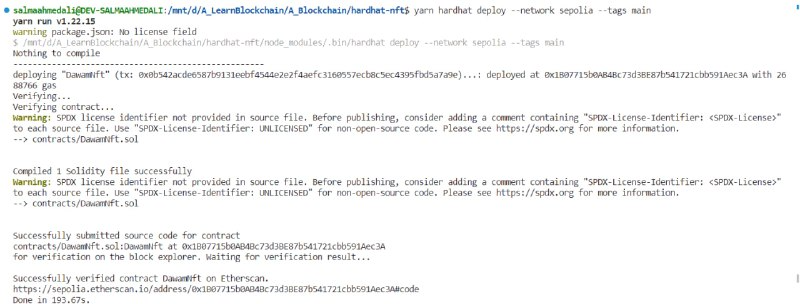 salmaahmedali@DEV-SALMAAHMEDALI:/mnt/d/A_LearnBlockchain/A_Blockchain/hardhat-nft$ yarn hardhat deploy --network sepolia --tags main
yarn run v1.22.15
warning package.json: No license field
$ /mnt/d/A_LearnBlockchain/A_Blockchain/hardhat-nft/node_modules/.bin/hardhat deploy --network sepolia --tags main
Nothing to compile
----------------------------------------------------
deploying "DawamNft" (tx: 0x0b542acde6587b9131eebf4544e2e2f4aefc3160557ecb8c5ec4395fbd5a7a9e)...: deployed at 0x1B07715b0AB4Bc73d3BE87b541721cbb591Aec3A with 26
88766 gas
Verifying...
Verifying contract...
Warning: SPDX license identifier not provided in source file. Before publishing, consider adding a comment containing "SPDX-License-Identifier: <SPDX-License>"
to each source file. Use "SPDX-License-Identifier: UNLICENSED" for non-open-source code. Please see https://spdx.org for more information.
--> contracts/DawamNft.sol
Compiled 1 Solidity file successfully
Warning: SPDX license identifier not provided in source file. Before publishing, consider adding a comment containing "SPDX-License-Identifier: <SPDX-License>"
to each source file. Use "SPDX-License-Identifier: UNLICENSED" for non-open-source code. Please see https://spdx.org for more information.
--> contracts/DawamNft.sol
Successfully submitted source code for contract
contracts/DawamNft.sol:DawamNft at 0x1B07715b0AB4Bc73d3BE87b541721cbb591Aec3A
for verification on the block explorer. Waiting for verification result...
Successfully verified contract DawamNft on Etherscan.
https://sepolia.etherscan.io/address/0x1B07715b0AB4Bc73d3BE87b541721cbb591Aec3A#code
Done in 193.67s.